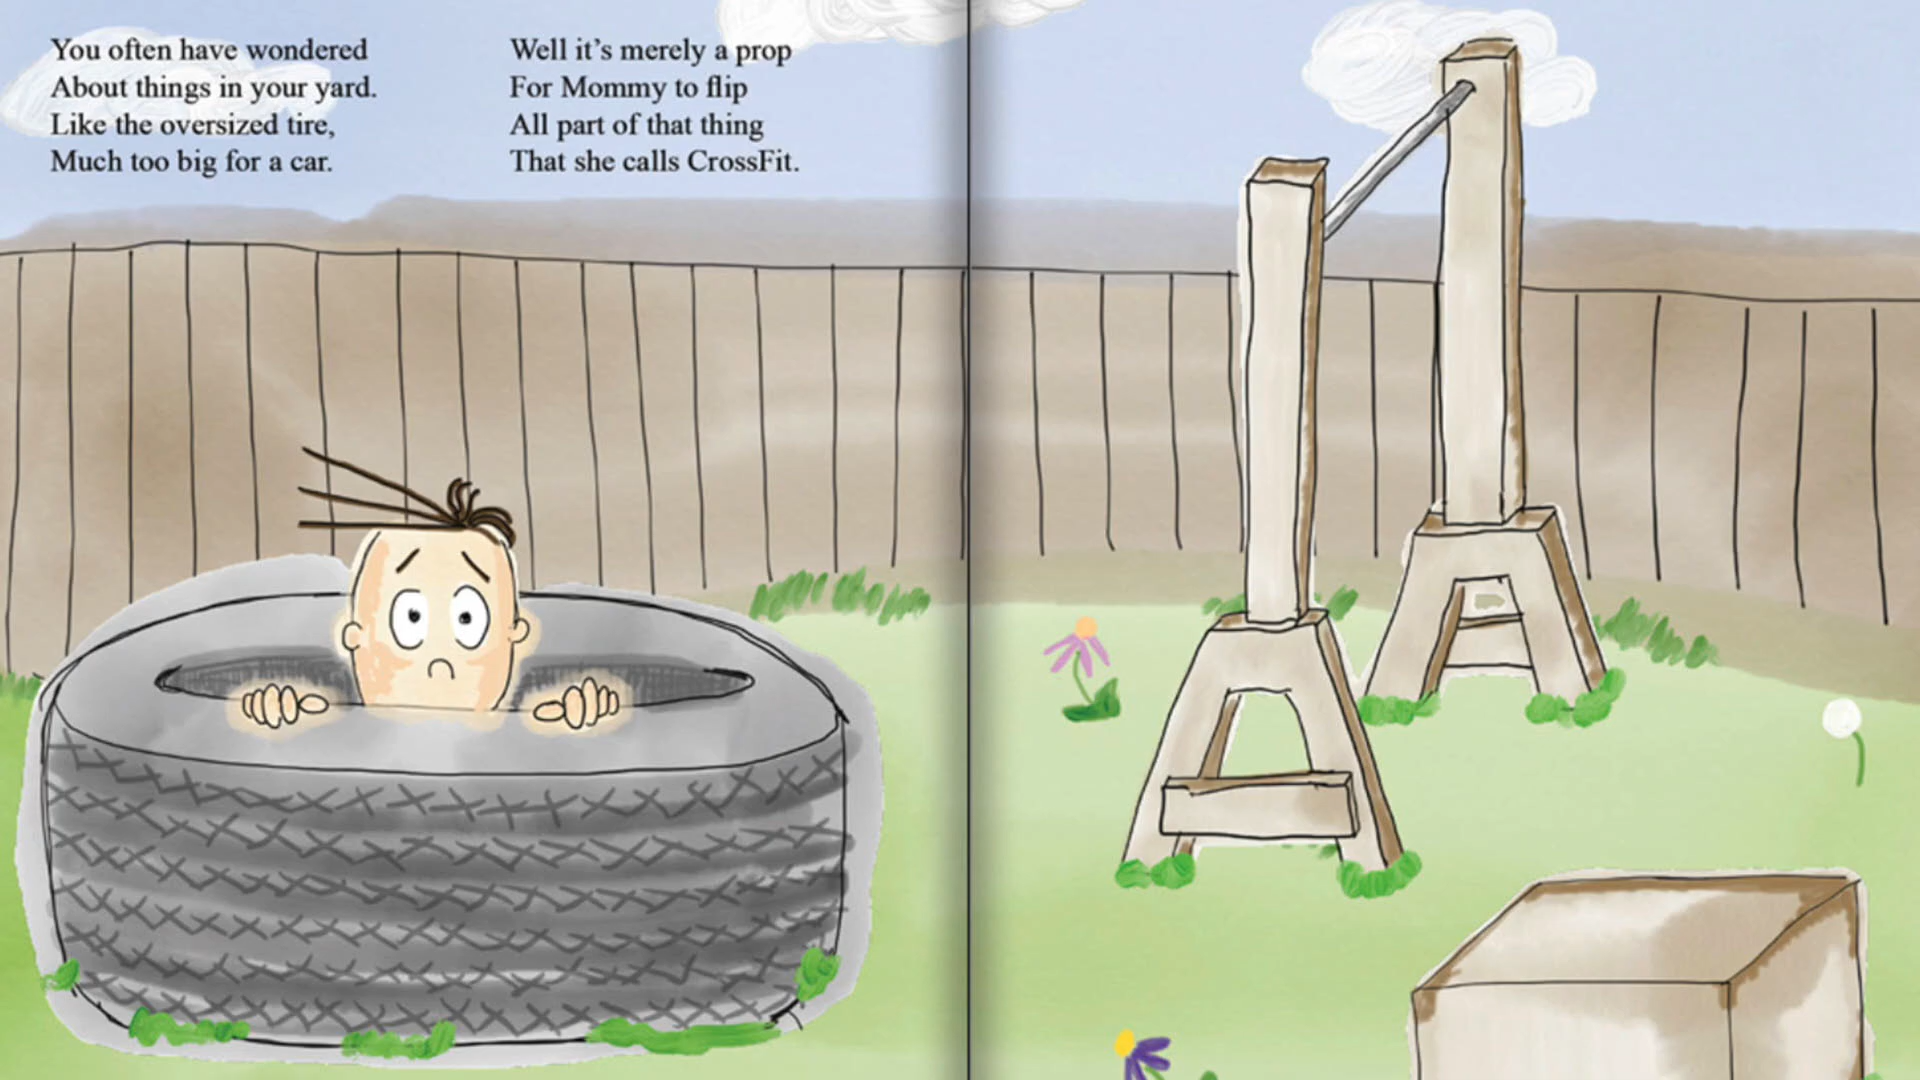 You often have wondered
About things in your yard.
Like the oversized tire,
Much too big for a car.
Well it's merely a prop
For Mommy to flip
All part of that thing
That she calls CrossFit.